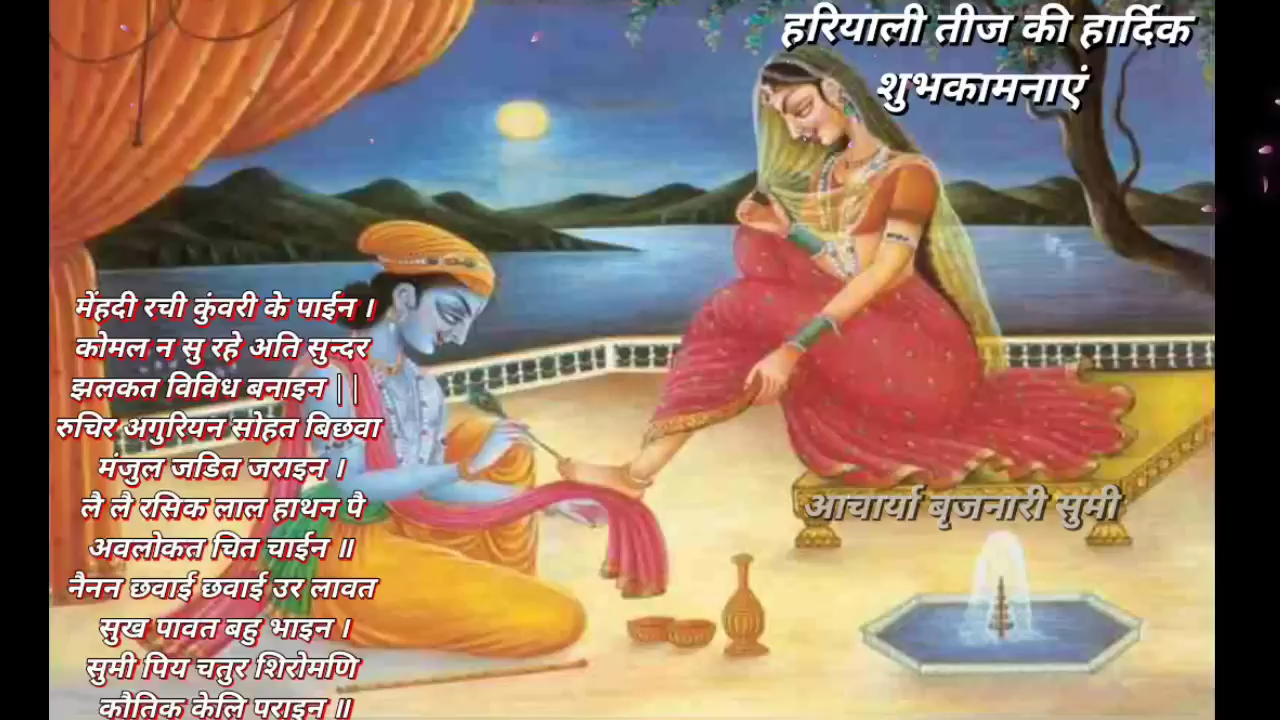 हरियाली तीज की हार्दिक
शुभकामनाएं
मेंहदी रची कुंवरी के पाईन ।
कोमल न सु रहे अति सुन्दर
झलकत विविध बनाइन ||
रुचिर अगुरियन सोहत बिछवा
मंजुल जडित जराइन ।
लै लै रसिक लाल हाथन पै
अवलोकत चित चाईन ॥
नैनन छवाई छवाई उर लावत
सुख पावत बहु भाइन ।
सुमी पिय चतुर शिरोमणि
कौतिक केलि पराइन ॥
आचार्या बृजनारी सुमी